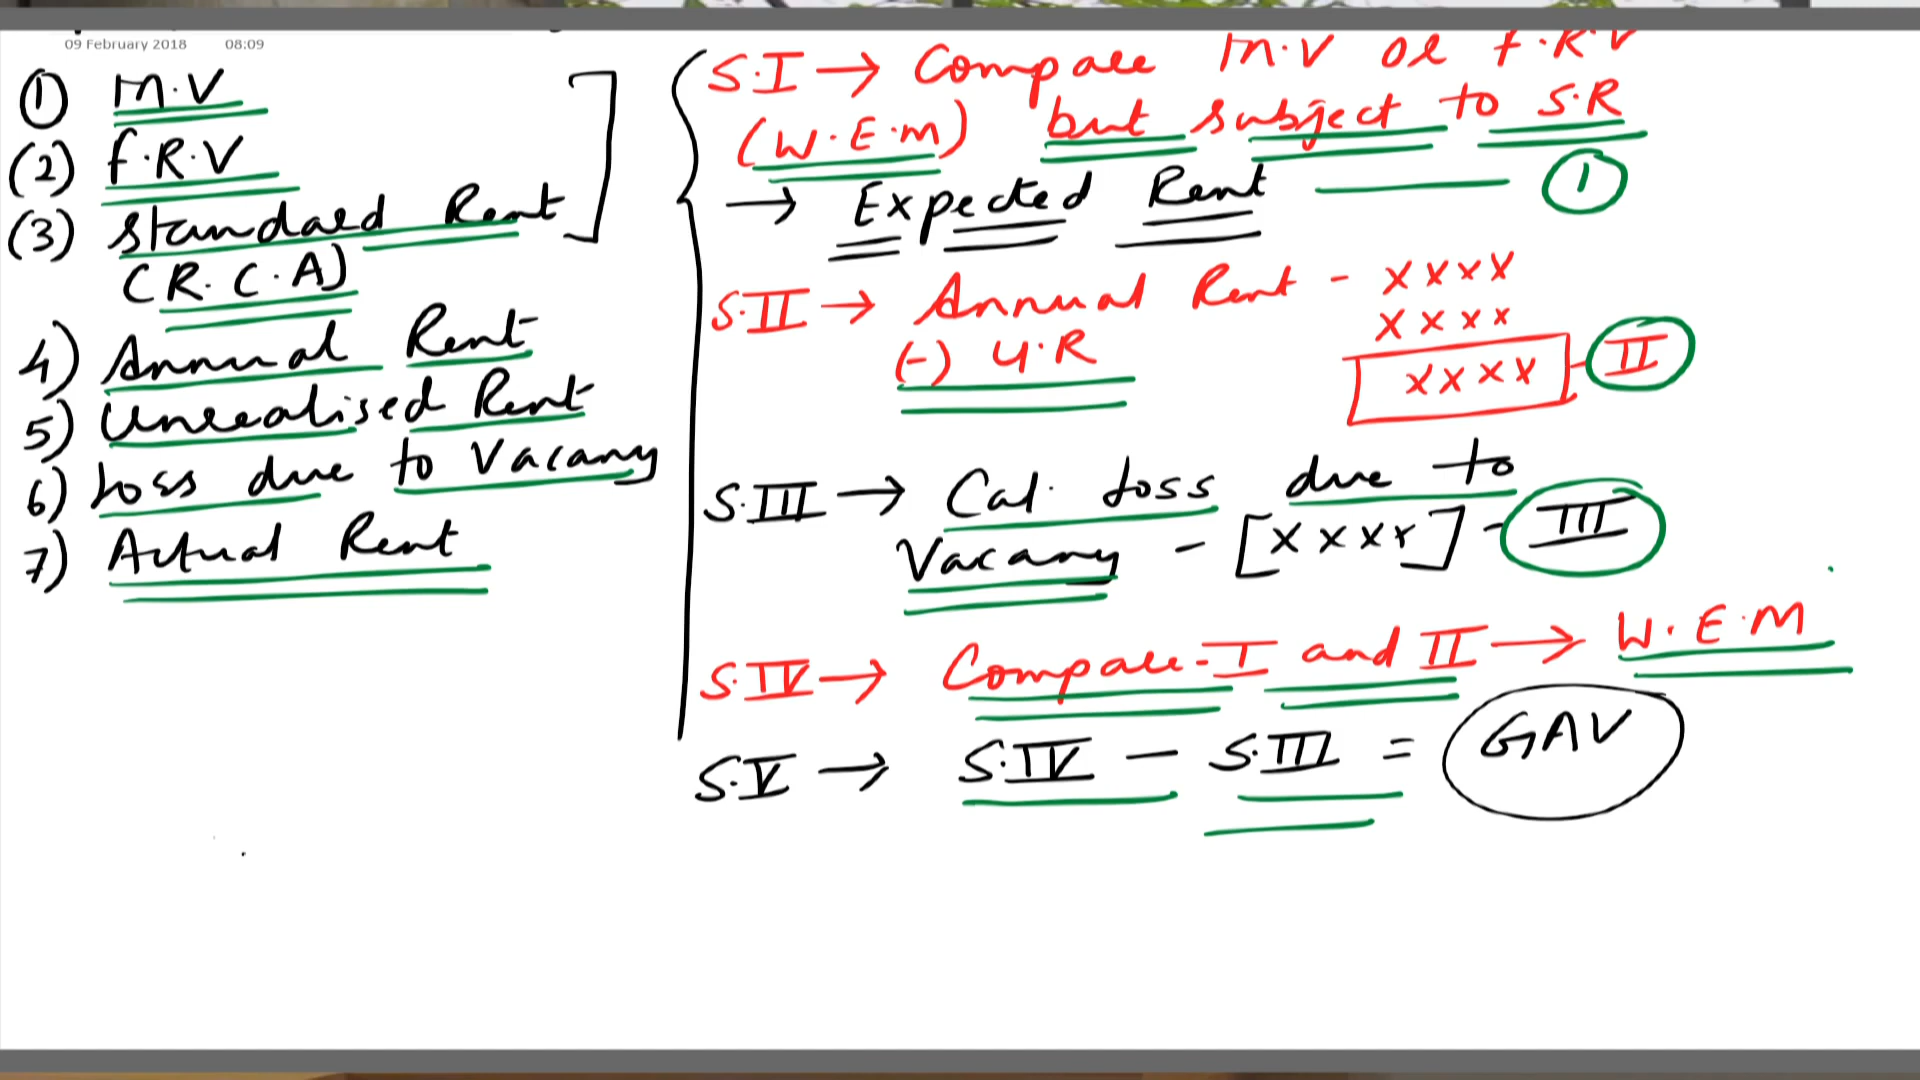 09 February 2018 08:09
① M.V
(2) F.R.V
(3) Standard Rent
(R.C.A)
4) Annual Rent
5) Unrealised Rent
6) Loss due to Vacany
7) Actual Rent
S.I → Compare M.V or F.R.V
(W.E.M) but subject to S.R
→ Expected Rent ①
S.II → Annual Rent - XXXX
(-) U.R XXXX
XXXX - II
S.III → Cal. Loss due to
Vacany - [XXXX] - III
S.IV → Compare - I and II → W.E.M
S.V → S.IV - S.III = GAV